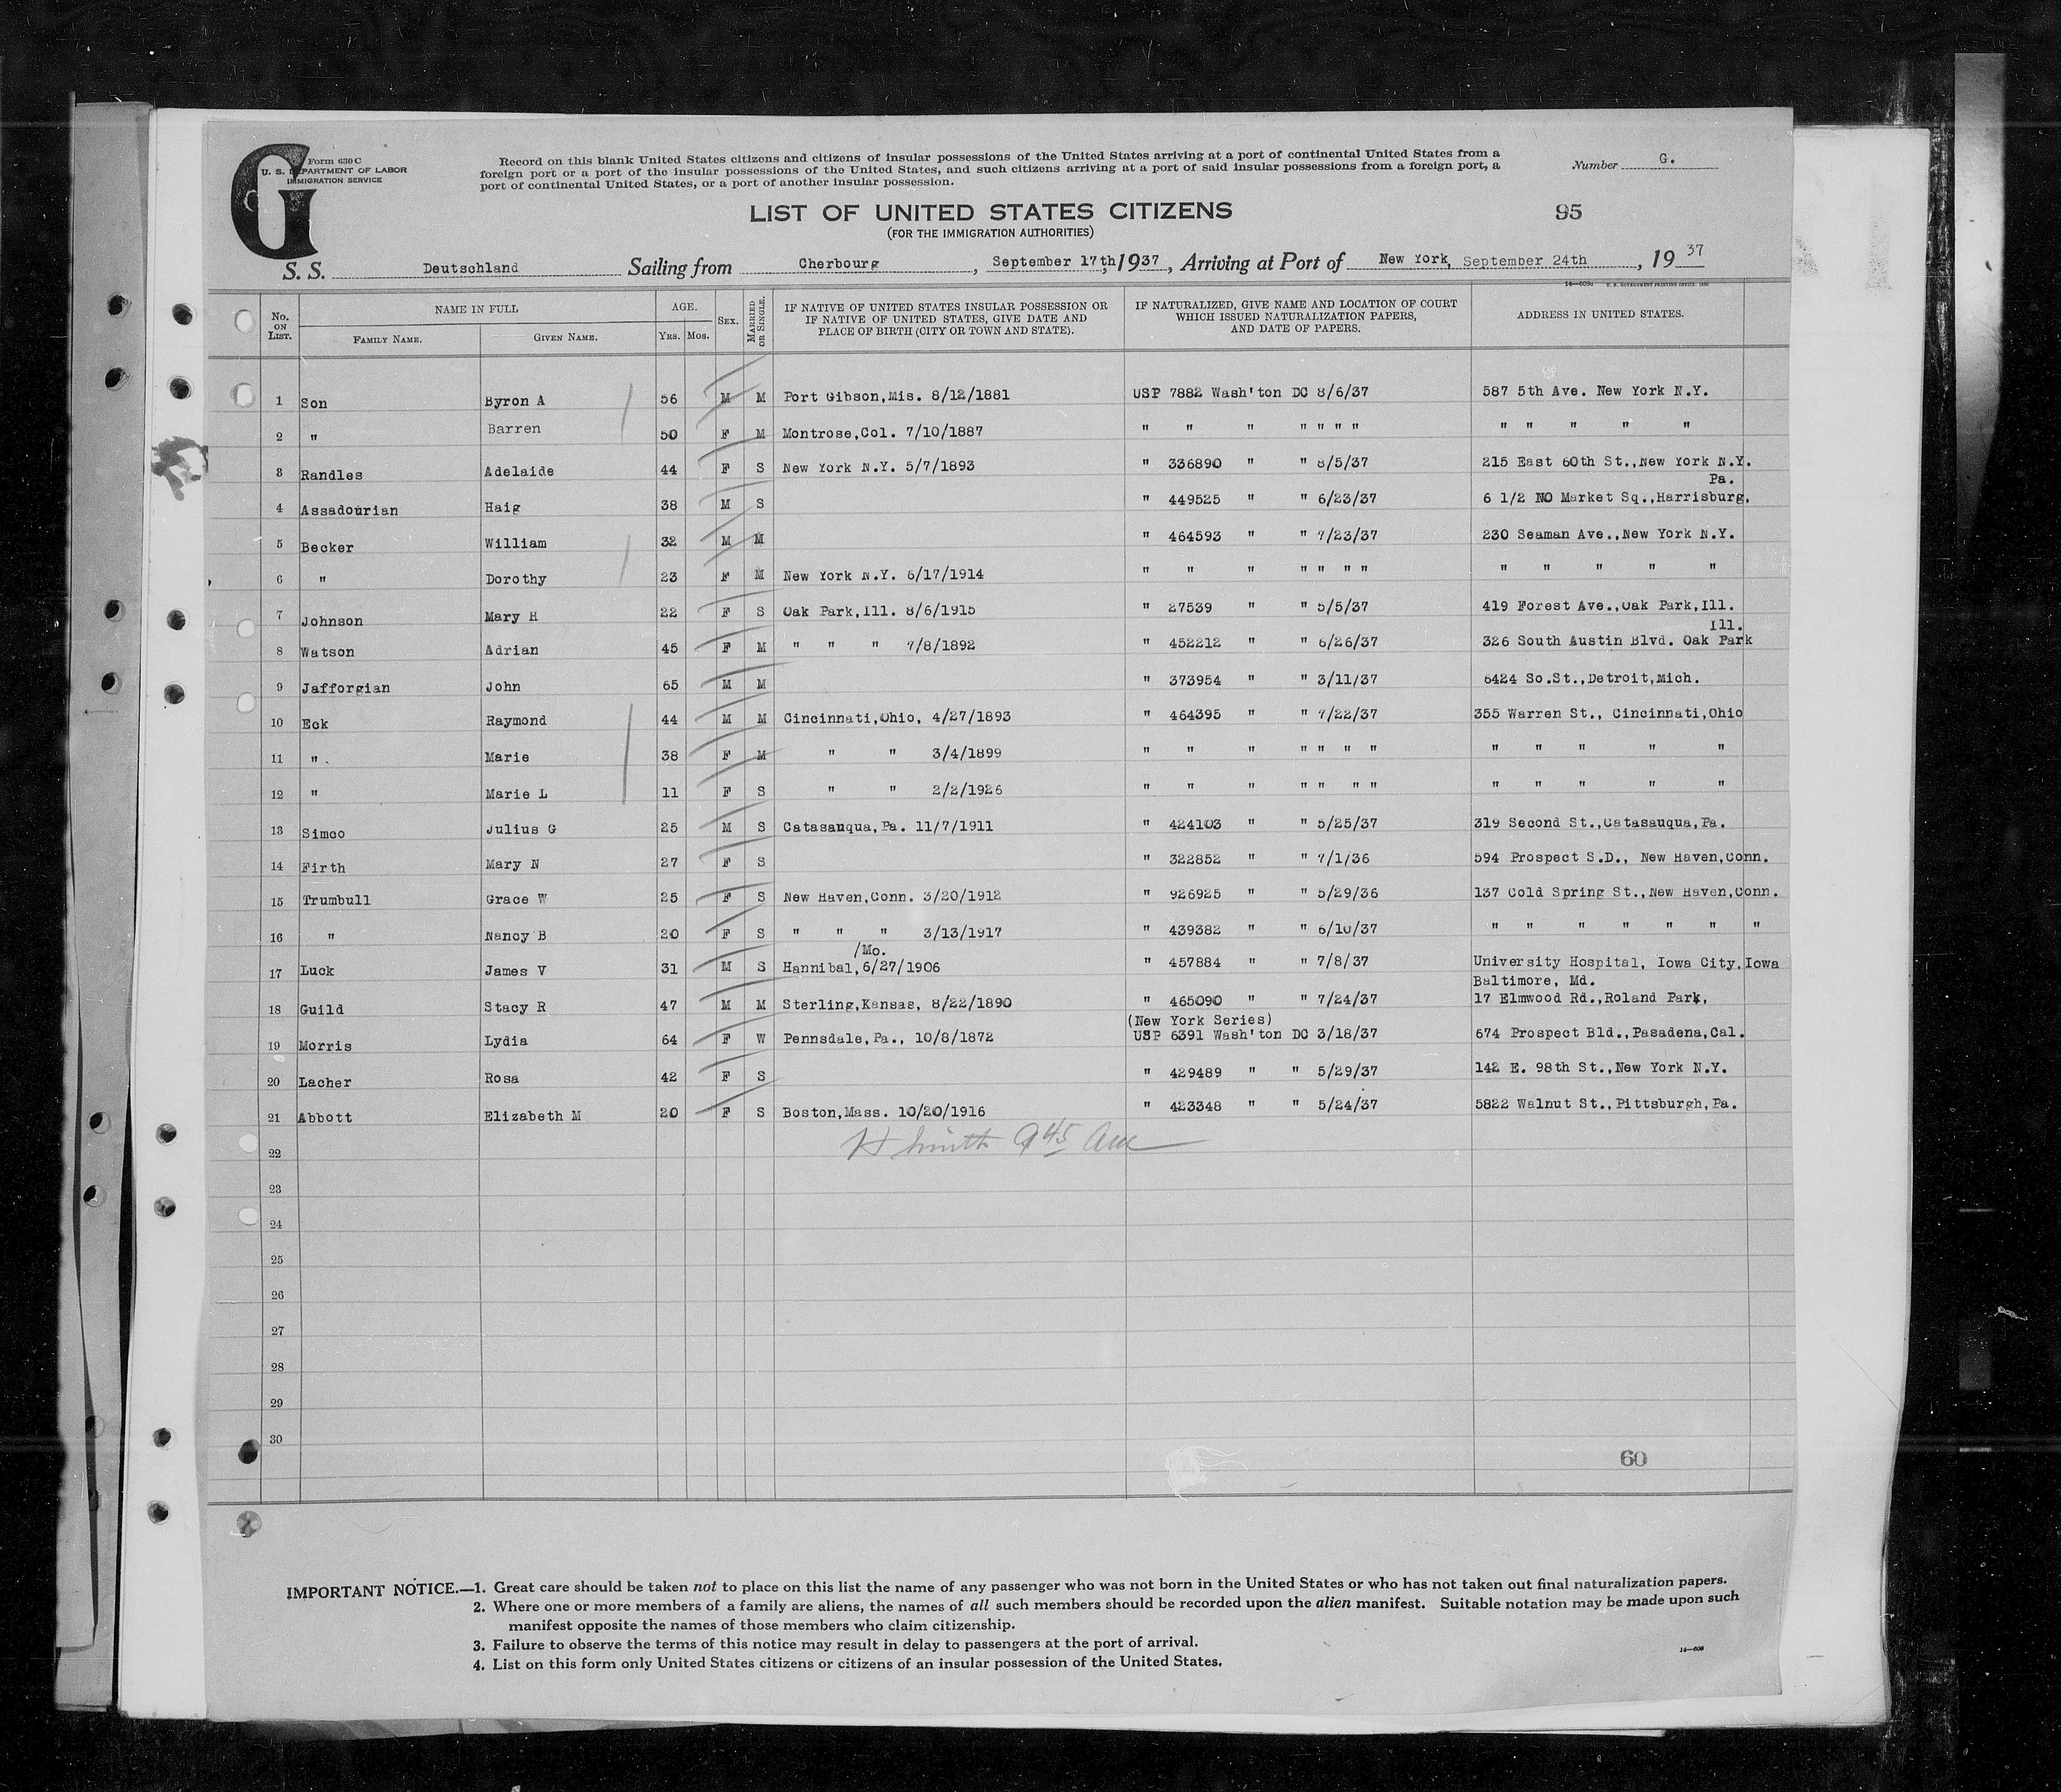 Form 630 C
U. S. DEPARTMENT OF LABOR
IMMIGRATION SERVICE
G
Record on this blank United States citizens and citizens of insular possessions of the United States arriving at a port of continental United States from a
foreign port or a port of the insular possessions of the United States, and such citizens arriving at a port of said insular possessions from a foreign port, a
port of continental United States, or a port of another insular possession.
Number G.
LIST OF UNITED STATES CITIZENS
95
(FOR THE IMMIGRATION AUTHORITIES)
S. S. Deutschland Sailing from Cherbourg, September 17th, 1937, Arriving at Port of New York, September 24th, 1937
No. ON LIST. NAME IN FULL FAMILY NAME. GIVEN NAME. AGE. YRS. MOS. SEX. MARRIED OR SINGLE. IF NATIVE OF UNITED STATES INSULAR POSSESSION OR IF NATIVE OF UNITED STATES, GIVE DATE AND PLACE OF BIRTH (CITY OR TOWN AND STATE). IF NATURALIZED, GIVE NAME AND LOCATION OF COURT WHICH ISSUED NATURALIZATION PAPERS, AND DATE OF PAPERS. ADDRESS IN UNITED STATES.
1 Son Byron A 56 M M Port Gibson,Mis. 8/12/1881 USP 7882 Wash'ton DC 8/6/37 587 5th Ave. New York N.Y.
2 " Barren 50 F M Montrose,Col. 7/10/1887 " " " " " " " " " " " "
3 Randles Adelaide 44 F S New York N.Y. 5/7/1893 " 336890 " " 8/5/37 215 East 60th St.,New York N.Y.
Pa.
4 Assadourian Haig 38 M S " 449525 " " 6/23/37 6 1/2 NO Market Sq.,Harrisburg,
5 Becker William 32 M M " 464593 " " 7/23/37 230 Seaman Ave.,New York N.Y.
6 " Dorothy 23 F M New York N.Y. 6/17/1914 " " " " " " " " " " " "
7 Johnson Mary H 22 F S Oak Park,Ill. 8/6/1915 " 27539 " " 5/5/37 419 Forest Ave.,Oak Park,Ill.
Ill.
8 Watson Adrian 45 F M " " " 7/8/1892 " 452212 " " 6/26/37 326 South Austin Blvd. Oak Park
9 Jafforgian John 65 M M " 373954 " " 3/11/37 6424 So.St.,Detroit,Mich.
10 Eck Raymond 44 M M Cincinnati,Ohio, 4/27/1893 " 464395 " " 7/22/37 355 Warren St., Cincinnati,Ohio
11 " . Marie 38 F M " " 3/4/1899 " " " " " " " " " " " "
12 " Marie L 11 F S " " 2/2/1926 " " " " " " " " " " " "
13 Simco Julius G 25 M S Catasauqua,Pa. 11/7/1911 " 424103 " " 5/25/37 319 Second St.,Catasauqua,Pa.
14 Firth Mary N 27 F S " 322852 " " 7/1/36 594 Prospect S.D., New Haven,Conn.
15 Trumbull Grace W 25 F S New Haven,Conn. 3/20/1912 " 926925 " " 5/29/36 137 Cold Spring St.,New Haven,Conn.
16 " Nancy B 20 F S " " " 3/13/1917 " 439382 " " 6/10/37 " " " " " " "
/Mo.
17 Luck James V 31 M S Hannibal,6/27/1906 " 457884 " " 7/8/37 University Hospital, Iowa City,Iowa
Baltimore, Md.
18 Guild Stacy R 47 M M Sterling,Kansas, 8/22/1890 " 465090 " " 7/24/37 17 Elmwood Rd.,Roland Park,
(New York Series)
19 Morris Lydia 64 F W Pennsdale,Pa., 10/8/1872 USP 6391 Wash'ton DC 3/18/37 674 Prospect Bld.,Pasadena,Cal.
20 Lacher Rosa 42 F S " 429489 " " 5/29/37 142 E. 98th St.,New York N.Y.
21 Abbott Elizabeth M 20 F S Boston,Mass. 10/20/1916 " 423348 " " 5/24/37 5822 Walnut St.,Pittsburgh,Pa.
H Smith 9 45
22
23
24
25
26
27
28
29
30
60
IMPORTANT NOTICE.—1. Great care should be taken not to place on this list the name of any passenger who was not born in the United States or who has not taken out final naturalization papers.
2. Where one or more members of a family are aliens, the names of all such members should be recorded upon the alien manifest. Suitable notation may be made upon such
manifest opposite the names of those members who claim citizenship.
3. Failure to observe the terms of this notice may result in delay to passengers at the port of arrival.
4. List on this form only United States citizens or citizens of an insular possession of the United States.
14—608